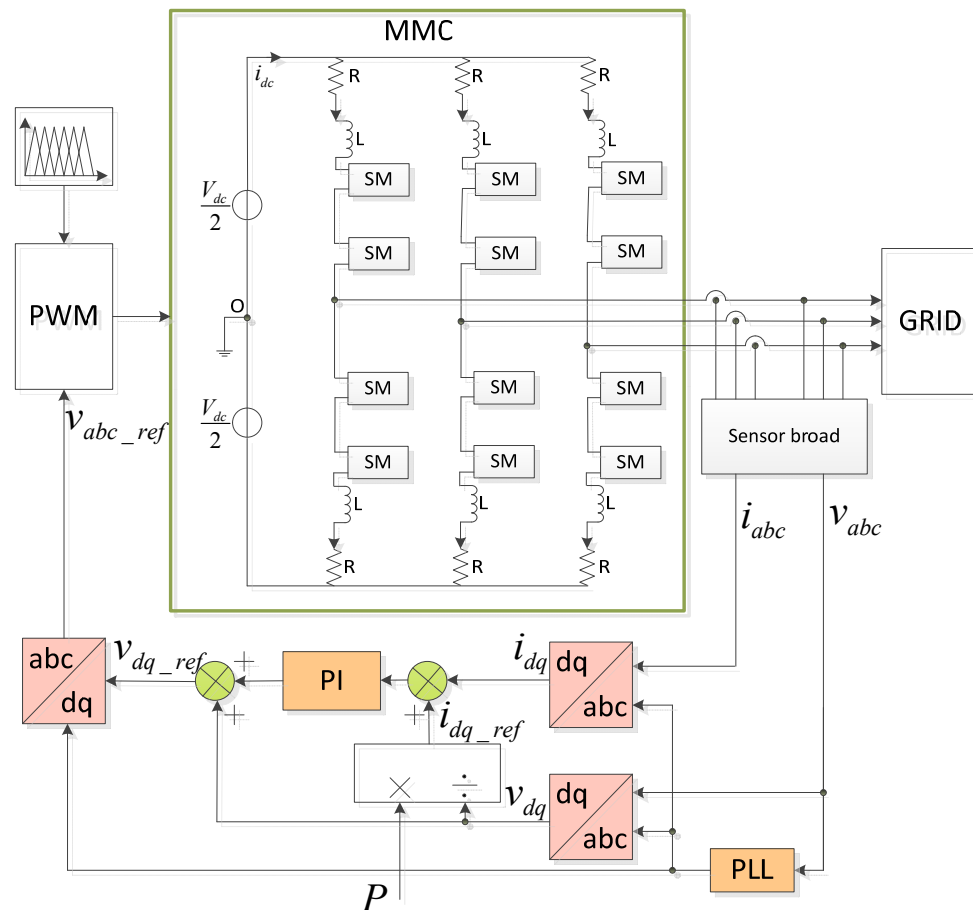 MMC
i_dc
R
R
R
L
L
L
SM
SM
SM
V_dc
2
SM
SM
SM
PWM
O
GRID
V_dc
2
SM
SM
SM
v_abc_ref
Sensor broad
SM
SM
SM
L
L
L
i_abc
v_abc
R
R
R
abc
dq
v_dq_ref
+
+
PI
+
i_dq_ref
i_dq
dq
abc
×
÷
v_dq
dq
abc
PLL
P